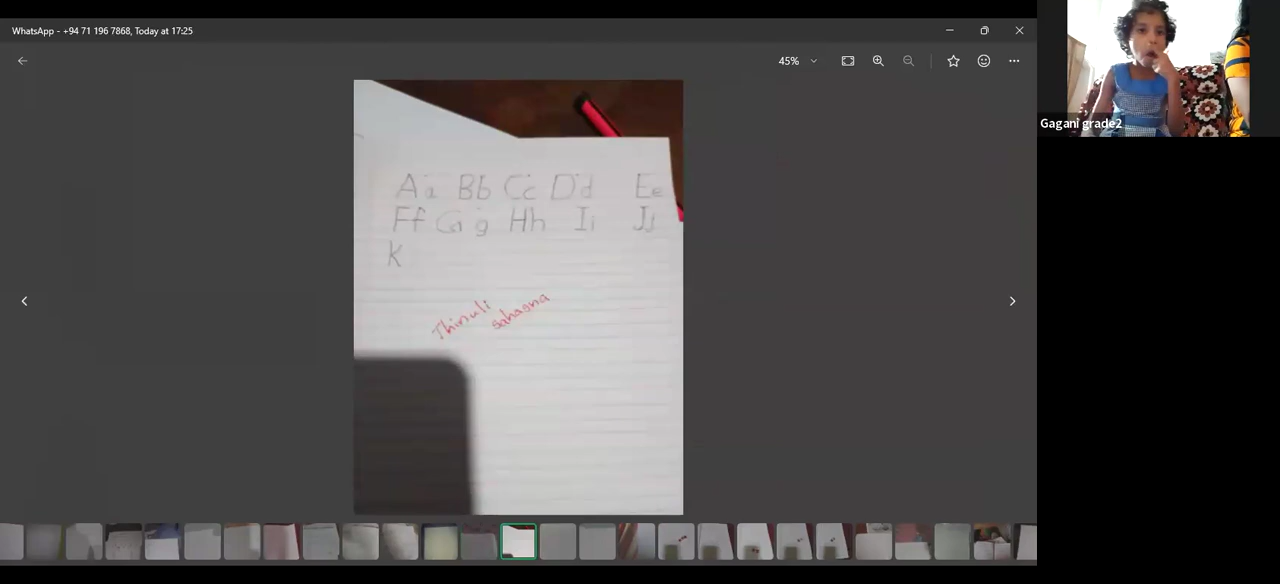 WhatsApp - +94 71 196 7868, Today at 17:25
45%
Gagani grade2
Aa Bb Cc Dd Ee
Ff Gg Hh Ii Jj
K
Thinuli
sahasna